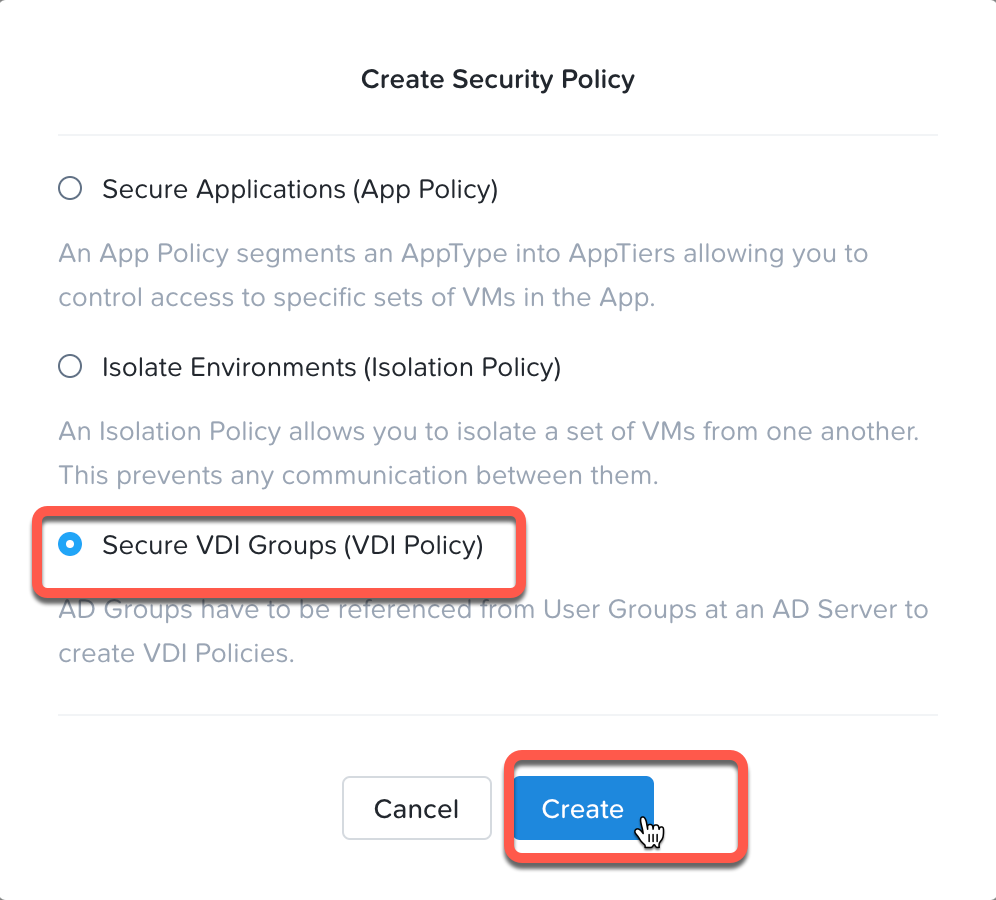 Create Security Policy
Secure Applications (App Policy)
An App Policy segments an AppType into AppTiers allowing you to
control access to specific sets of VMs in the App.
Isolate Environments (Isolation Policy)
An Isolation Policy allows you to isolate a set of VMs from one another.
This prevents any communication between them.
Secure VDI Groups (VDI Policy)
AD Groups have to be referenced from User Groups at an AD Server to
create VDI Policies.
Cancel Create